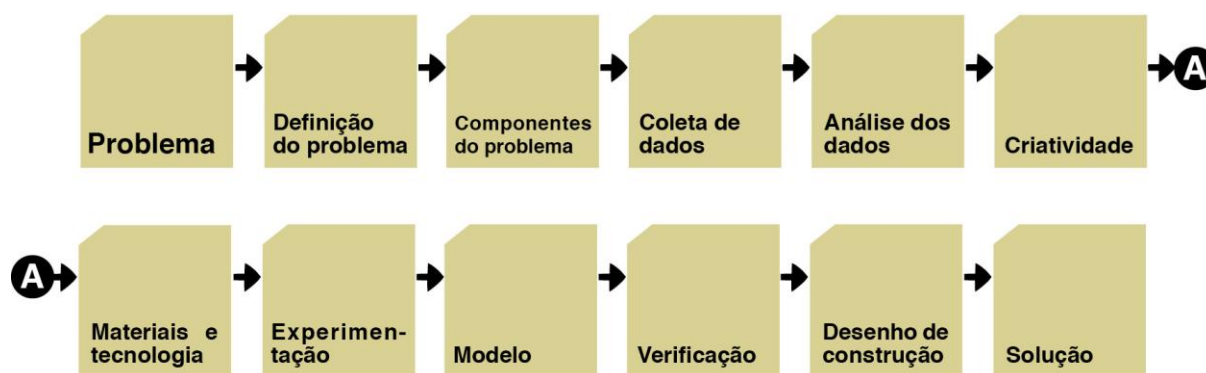 Problema
Definição
do problema
Componentes
do problema
Coleta de
dados
Análise dos
dados
Criatividade
A
A
Materiais e
tecnologia
Experimen-
tação
Modelo
Verificação
Desenho de
construção
Solução